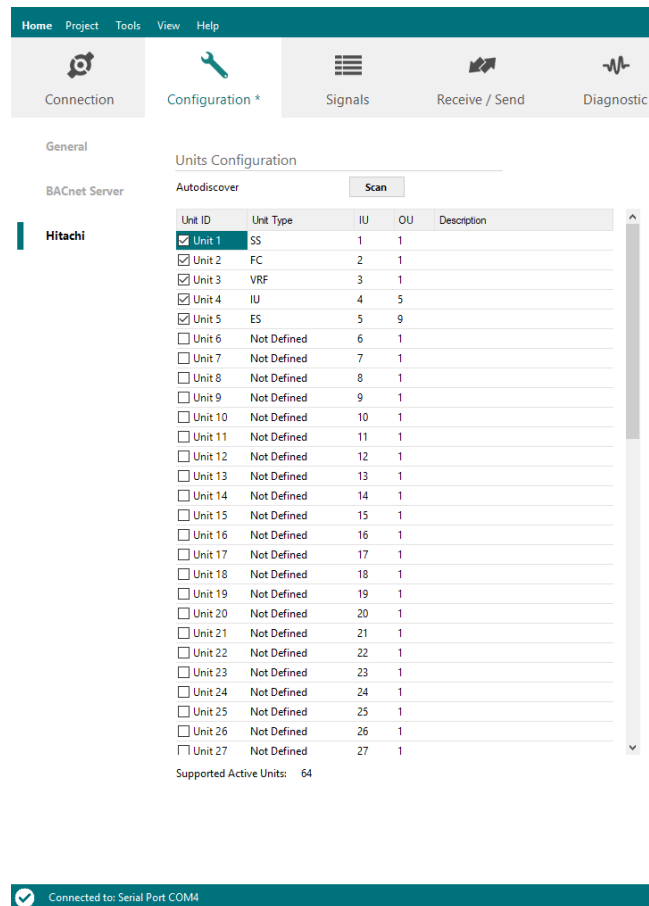 Home Project Tools View Help
Connection Configuration * Signals Receive / Send Diagnostic
General
BACnet Server
Hitachi
Units Configuration
Autodiscover Scan
Unit ID Unit Type IU OU Description
Unit 1 SS 1 1
Unit 2 FC 2 1
Unit 3 VRF 3 1
Unit 4 IU 4 5
Unit 5 ES 5 9
Unit 6 Not Defined 6 1
Unit 7 Not Defined 7 1
Unit 8 Not Defined 8 1
Unit 9 Not Defined 9 1
Unit 10 Not Defined 10 1
Unit 11 Not Defined 11 1
Unit 12 Not Defined 12 1
Unit 13 Not Defined 13 1
Unit 14 Not Defined 14 1
Unit 15 Not Defined 15 1
Unit 16 Not Defined 16 1
Unit 17 Not Defined 17 1
Unit 18 Not Defined 18 1
Unit 19 Not Defined 19 1
Unit 20 Not Defined 20 1
Unit 21 Not Defined 21 1
Unit 22 Not Defined 22 1
Unit 23 Not Defined 23 1
Unit 24 Not Defined 24 1
Unit 25 Not Defined 25 1
Unit 26 Not Defined 26 1
Unit 27 Not Defined 27 1
Supported Active Units: 64
Connected to: Serial Port COM4